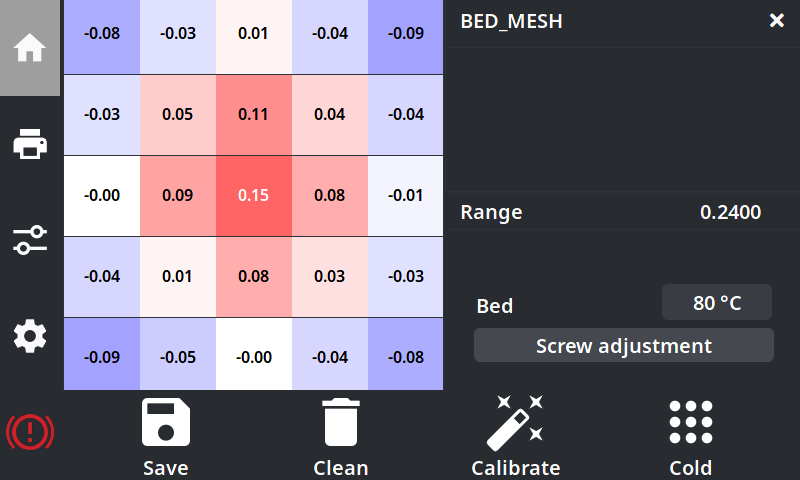 BED_MESH
-0.08 -0.03 0.01 -0.04 -0.09
-0.03 0.05 0.11 0.04 -0.04
-0.00 0.09 0.15 0.08 -0.01
-0.04 0.01 0.08 0.03 -0.03
-0.09 -0.05 -0.00 -0.04 -0.08
Range 0.2400
Bed 80 °C
Screw adjustment
Save Clean Calibrate Cold